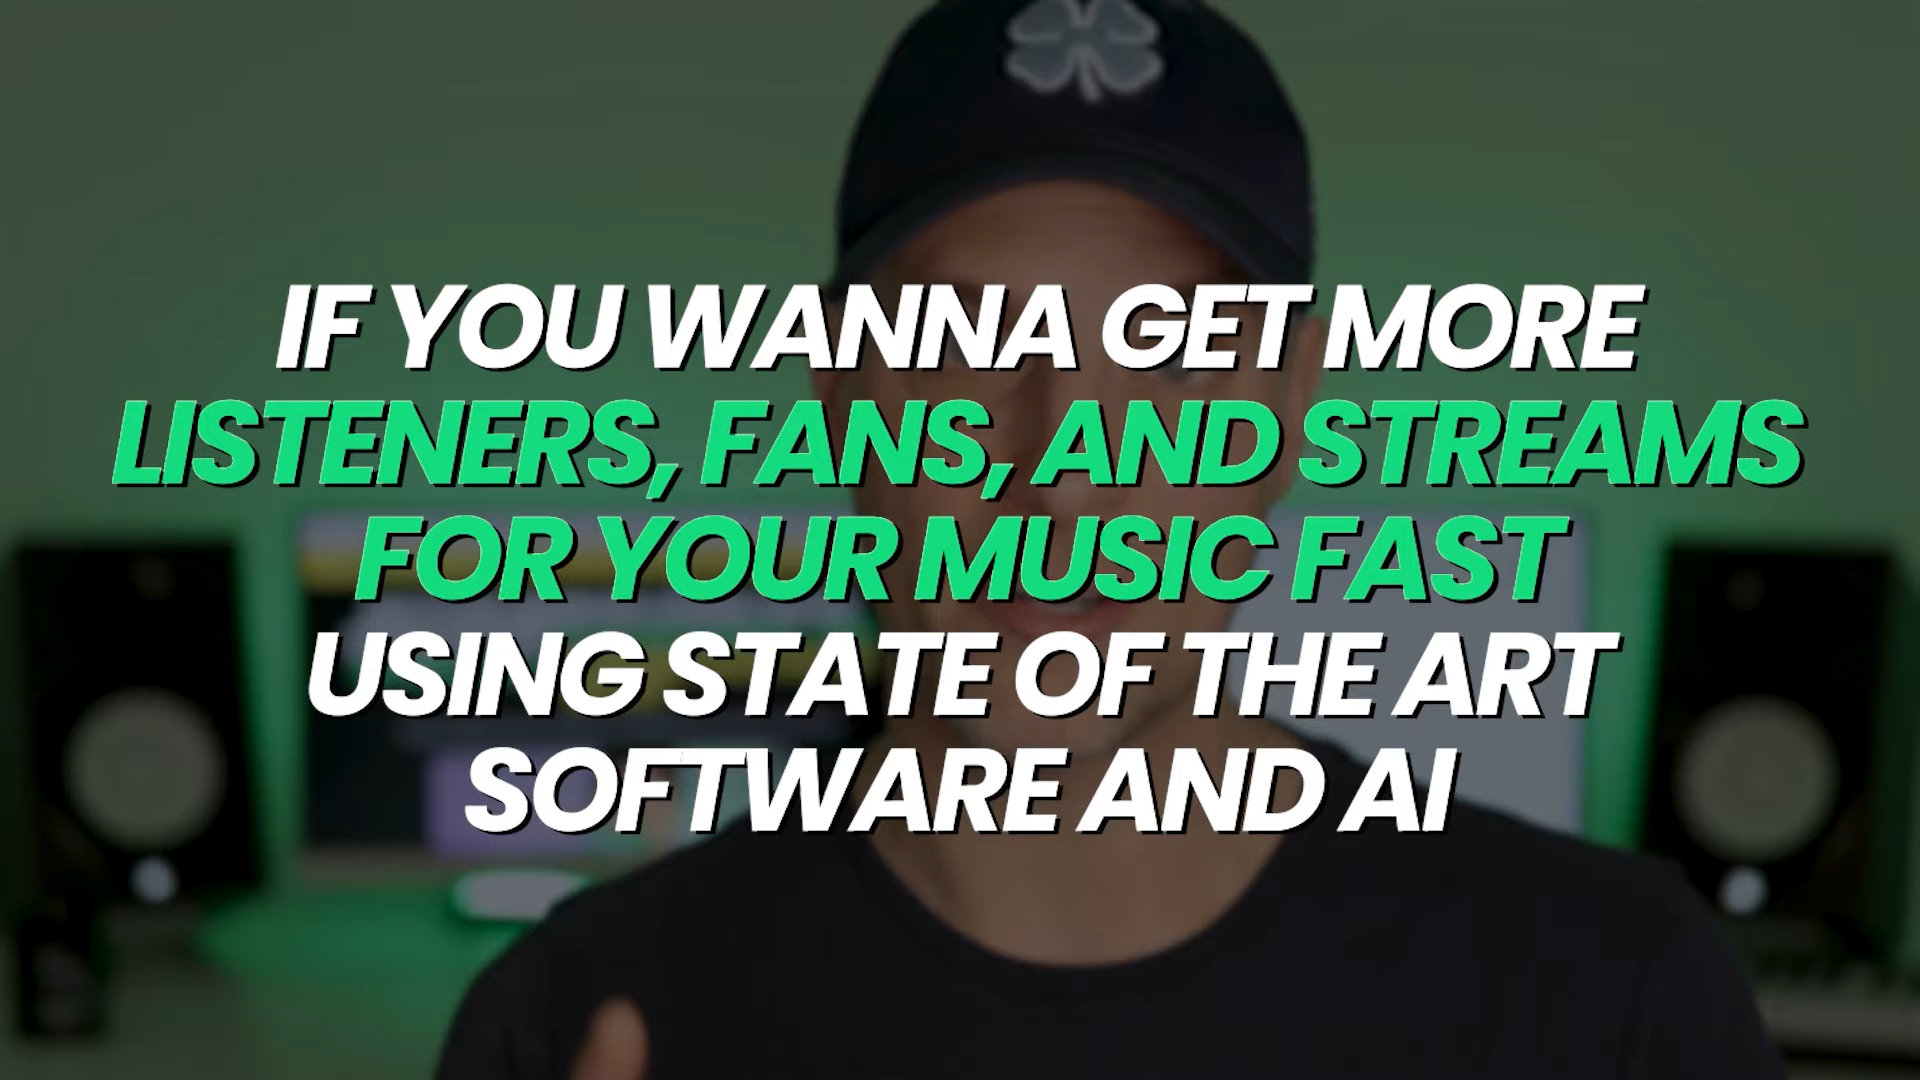 IF YOU WANNA GET MORE
LISTENERS, FANS, AND STREAMS
FOR YOUR MUSIC FAST
USING STATE OF THE ART
SOFTWARE AND AI